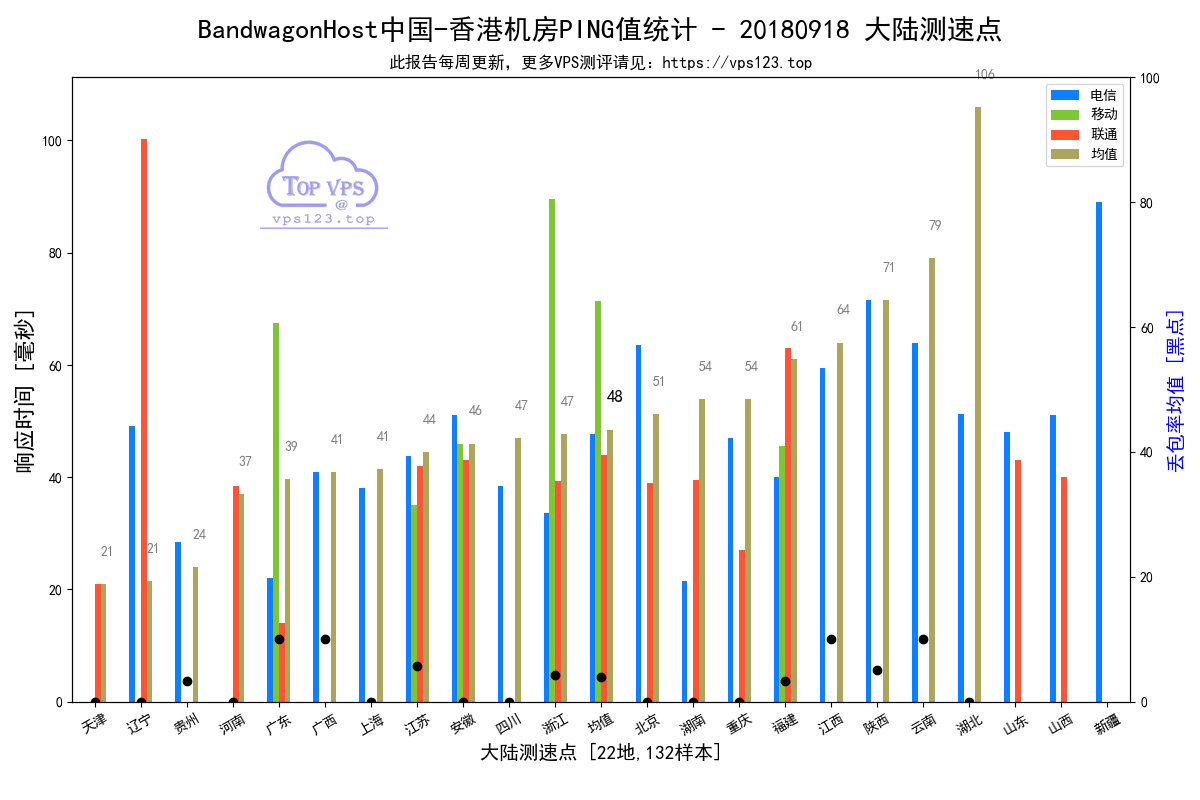 BandwagonHost中国-香港机房PING值统计 - 20180918 大陆测速点
此报告每周更新，更多VPS测评请见：https://vps123.top
106
100
电信
移动
联通
均值
100
TOP VPS
@
vps123.top
80
79
80
71
64
61
60
60
54
54
51
48
47
47
46
44
41
41
39
37
40
40
24
21
21
20
20
0
0
响应时间 [毫秒]
丢包率均值 [黑点]
天津 辽宁 贵州 河南 广东 广西 上海 江苏 安徽 四川 浙江 均值 北京 湖南 重庆 福建 江西 陕西 云南 湖北 山东 山西 新疆
大陆测速点 [22地,132样本]